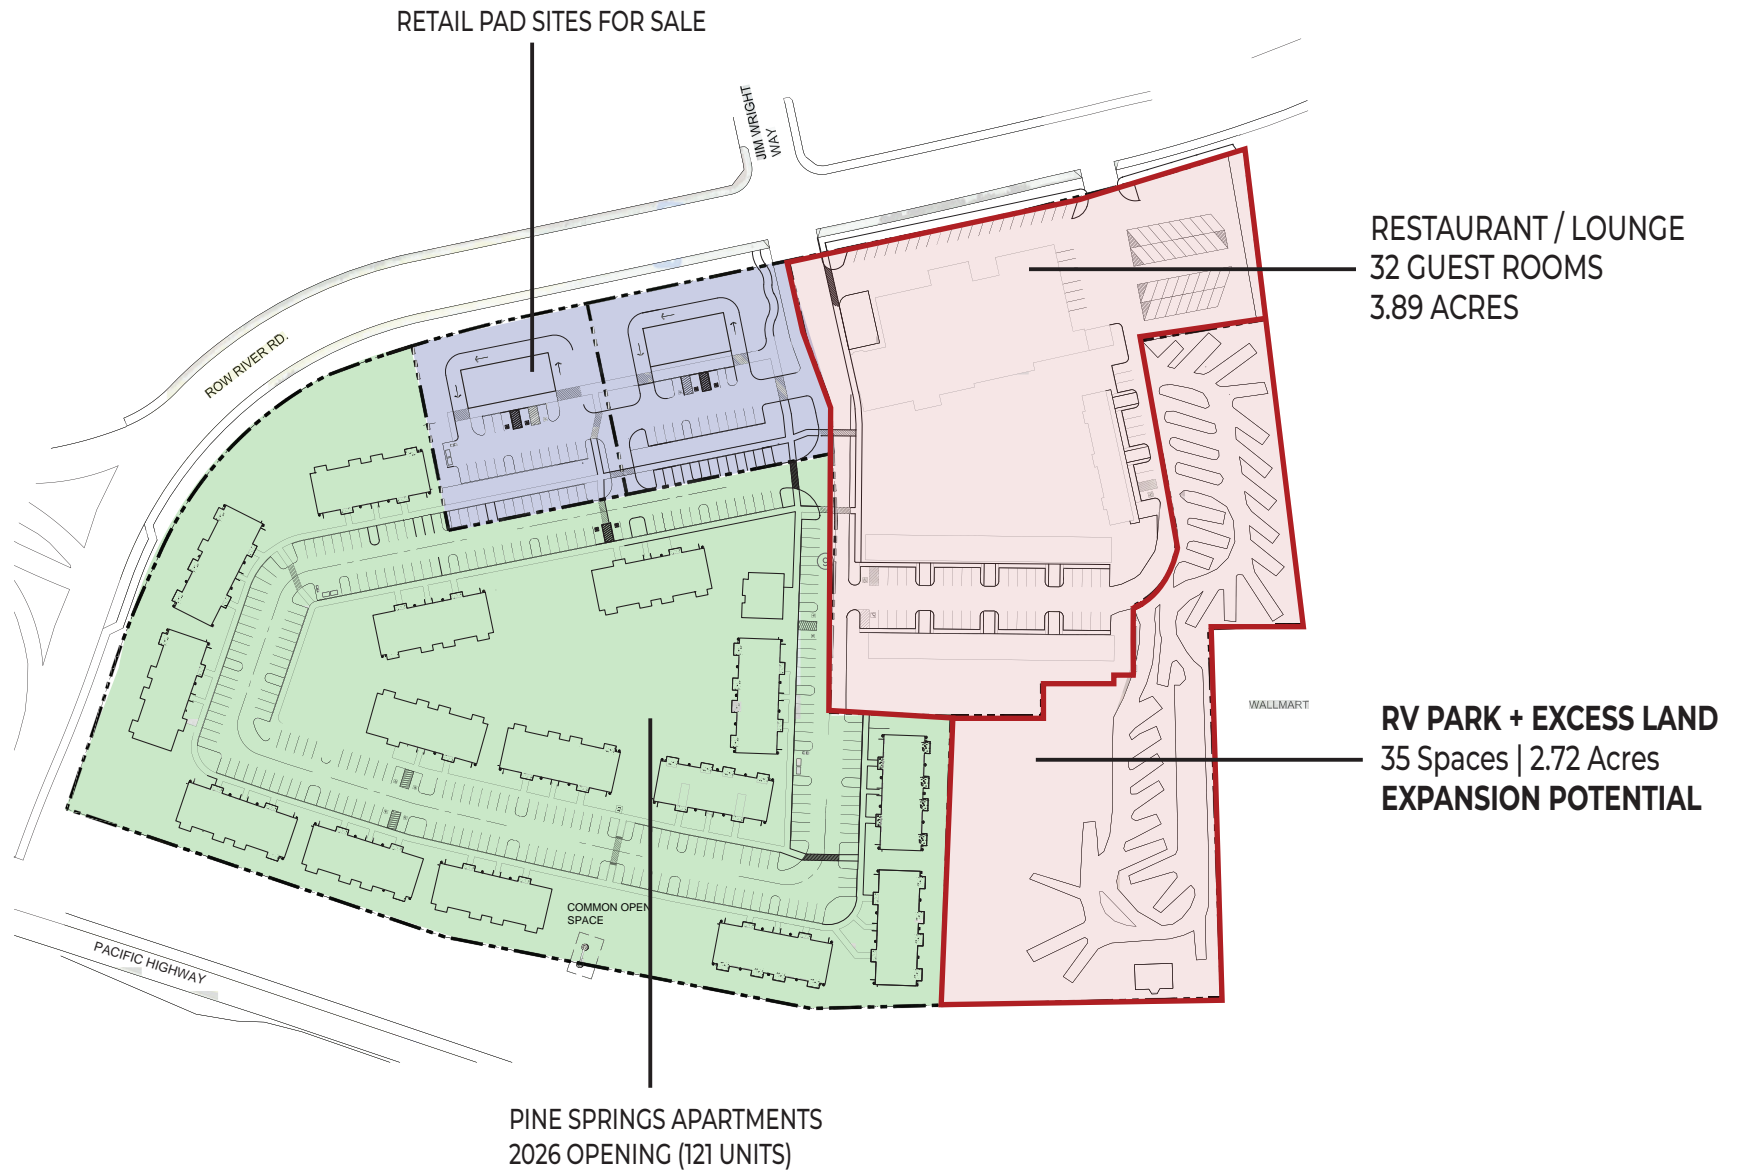 RETAIL PAD SITES FOR SALE
JIM WRIGHT
WAY
RESTAURANT / LOUNGE
32 GUEST ROOMS
3.89 ACRES
ROW RIVER RD.
WALLMART
RV PARK + EXCESS LAND
35 Spaces | 2.72 Acres
EXPANSION POTENTIAL
COMMON OPEN
SPACE
PACIFIC HIGHWAY
PINE SPRINGS APARTMENTS
2026 OPENING (121 UNITS)